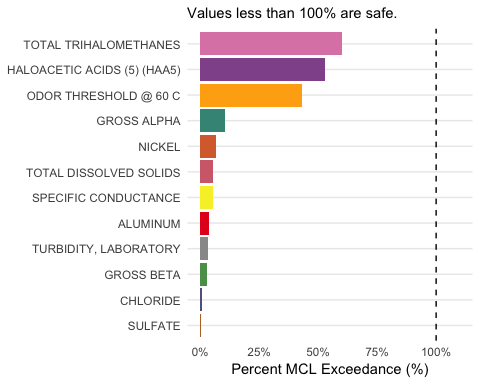 Values less than 100% are safe.
TOTAL TRIHALOMETHANES
HALOACETIC ACIDS (5) (HAA5)
ODOR THRESHOLD @ 60 C
GROSS ALPHA
NICKEL
TOTAL DISSOLVED SOLIDS
SPECIFIC CONDUCTANCE
ALUMINUM
TURBIDITY, LABORATORY
GROSS BETA
CHLORIDE
SULFATE
0% 25% 50% 75% 100%
Percent MCL Exceedance (%)